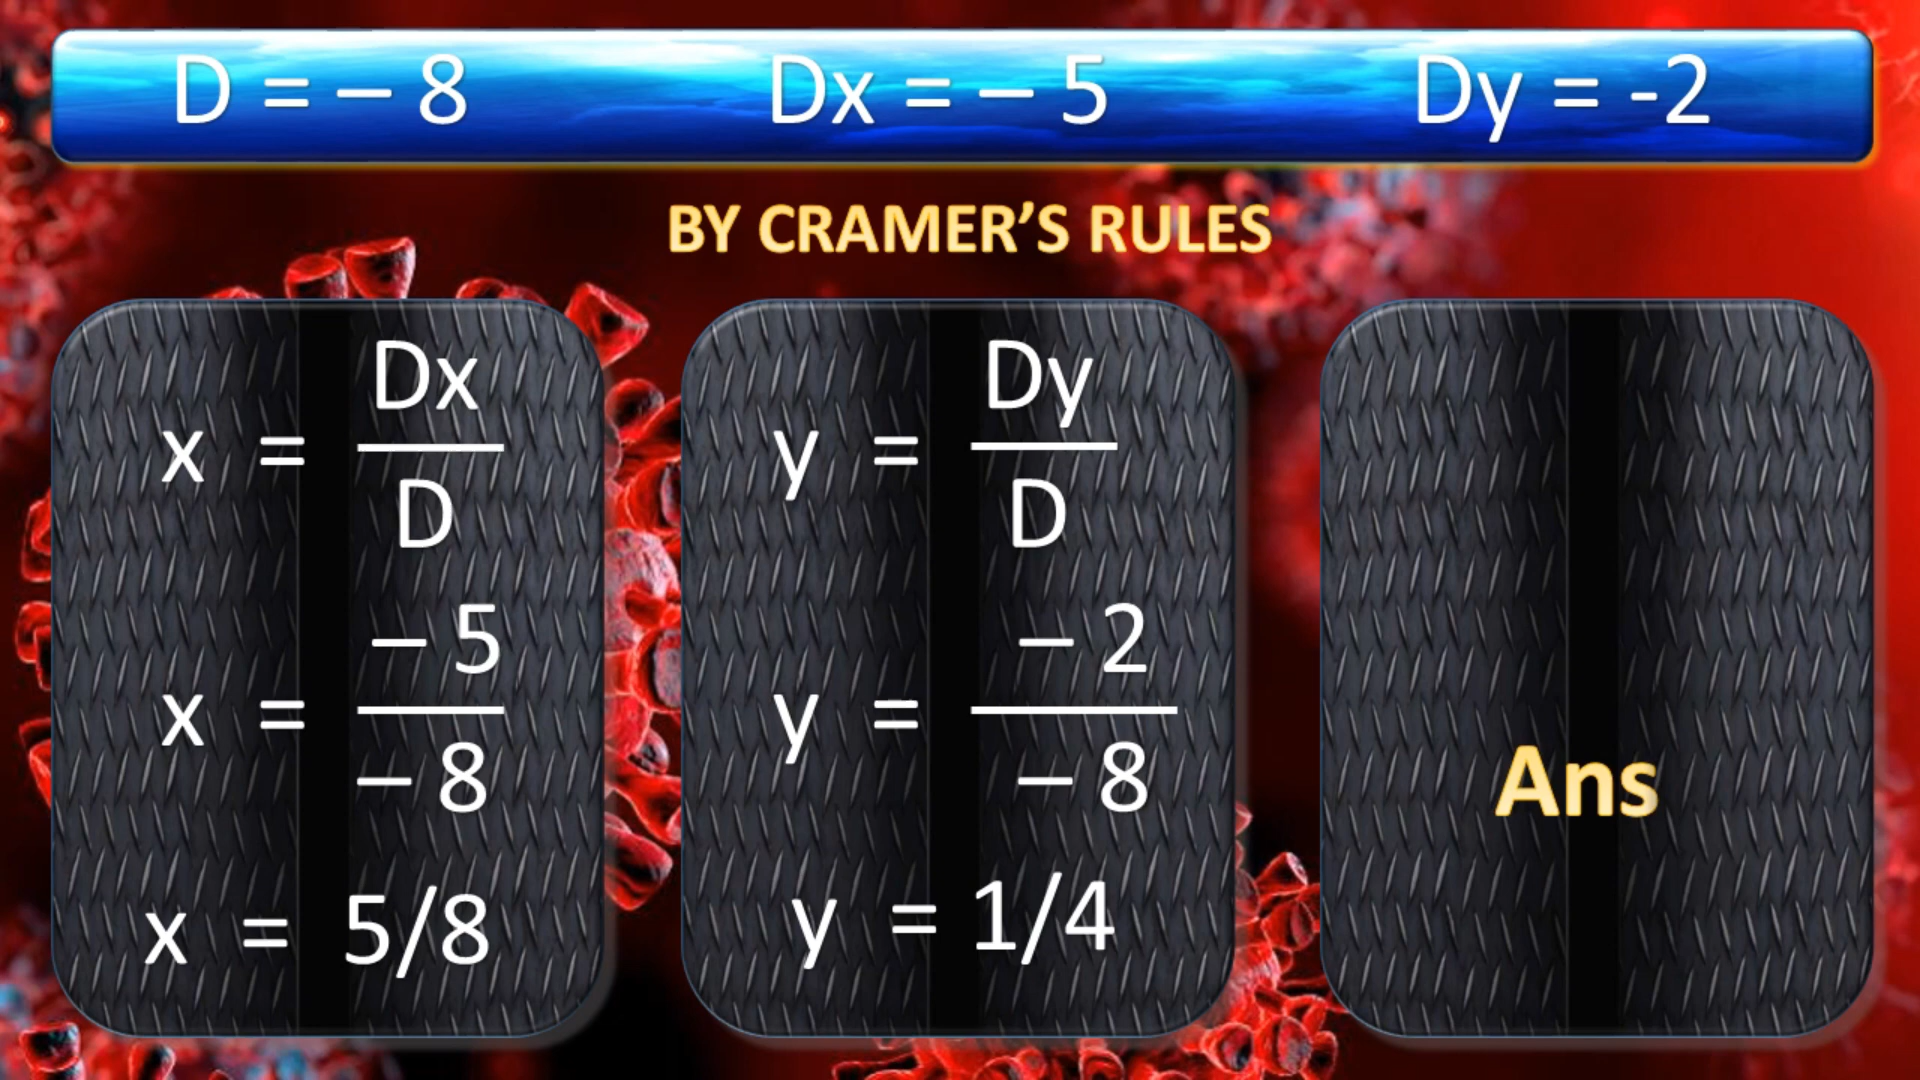 D = – 8 Dx = – 5 Dy = -2
BY CRAMER’S RULES
x = Dx
D
x = – 5
– 8
x = 5/8
y = Dy
D
y = – 2
– 8
y = 1/4
Ans